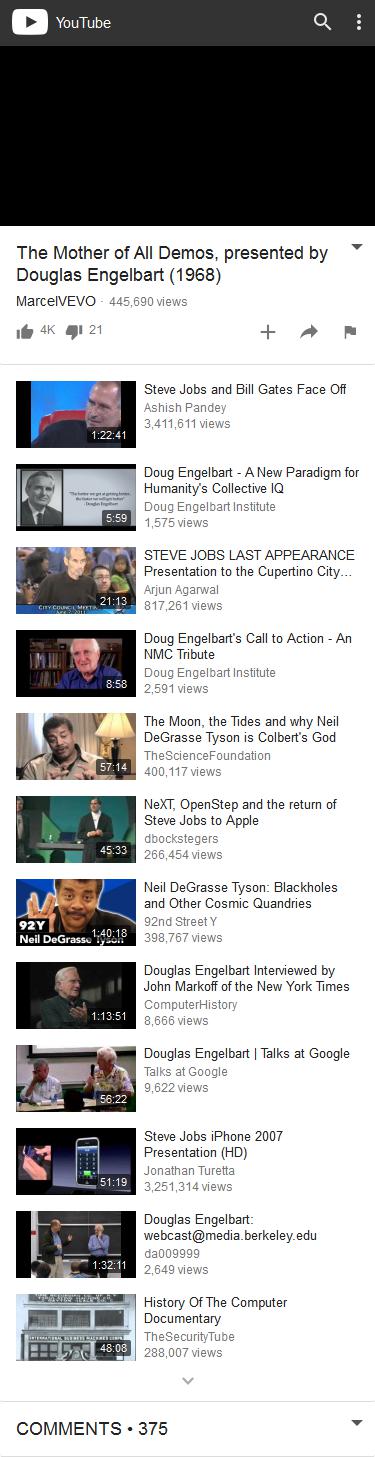 YouTube
The Mother of All Demos, presented by
Douglas Engelbart (1968)
MarcelVEVO · 445,690 views
4K 21
Steve Jobs and Bill Gates Face Off
Ashish Pandey
3,411,611 views
1:22:41
Doug Engelbart - A New Paradigm for
Humanity's Collective IQ
Doug Engelbart Institute
1,575 views
5:59
STEVE JOBS LAST APPEARANCE
Presentation to the Cupertino City...
Arjun Agarwal
817,261 views
CITY COUNCIL MEETIN
21:13
Doug Engelbart's Call to Action - An
NMC Tribute
Doug Engelbart Institute
2,591 views
8:58
The Moon, the Tides and why Neil
DeGrasse Tyson is Colbert's God
TheScienceFoundation
400,117 views
57:14
NeXT, OpenStep and the return of
Steve Jobs to Apple
dbockstegers
266,454 views
45:33
Neil DeGrasse Tyson: Blackholes
and Other Cosmic Quandries
92nd Street Y
398,767 views
92Y
Neil DeGrasse Tyson
1:40:18
Douglas Engelbart Interviewed by
John Markoff of the New York Times
ComputerHistory
8,666 views
1:13:51
Douglas Engelbart | Talks at Google
Talks at Google
9,622 views
56:22
Steve Jobs iPhone 2007
Presentation (HD)
Jonathan Turetta
3,251,314 views
51:19
Douglas Engelbart:
webcast@media.berkeley.edu
da009999
2,649 views
1:32:11
History Of The Computer
Documentary
TheSecurityTube
288,007 views
INTERNATIONAL BUSINESS MACHINES
48:08
COMMENTS • 375